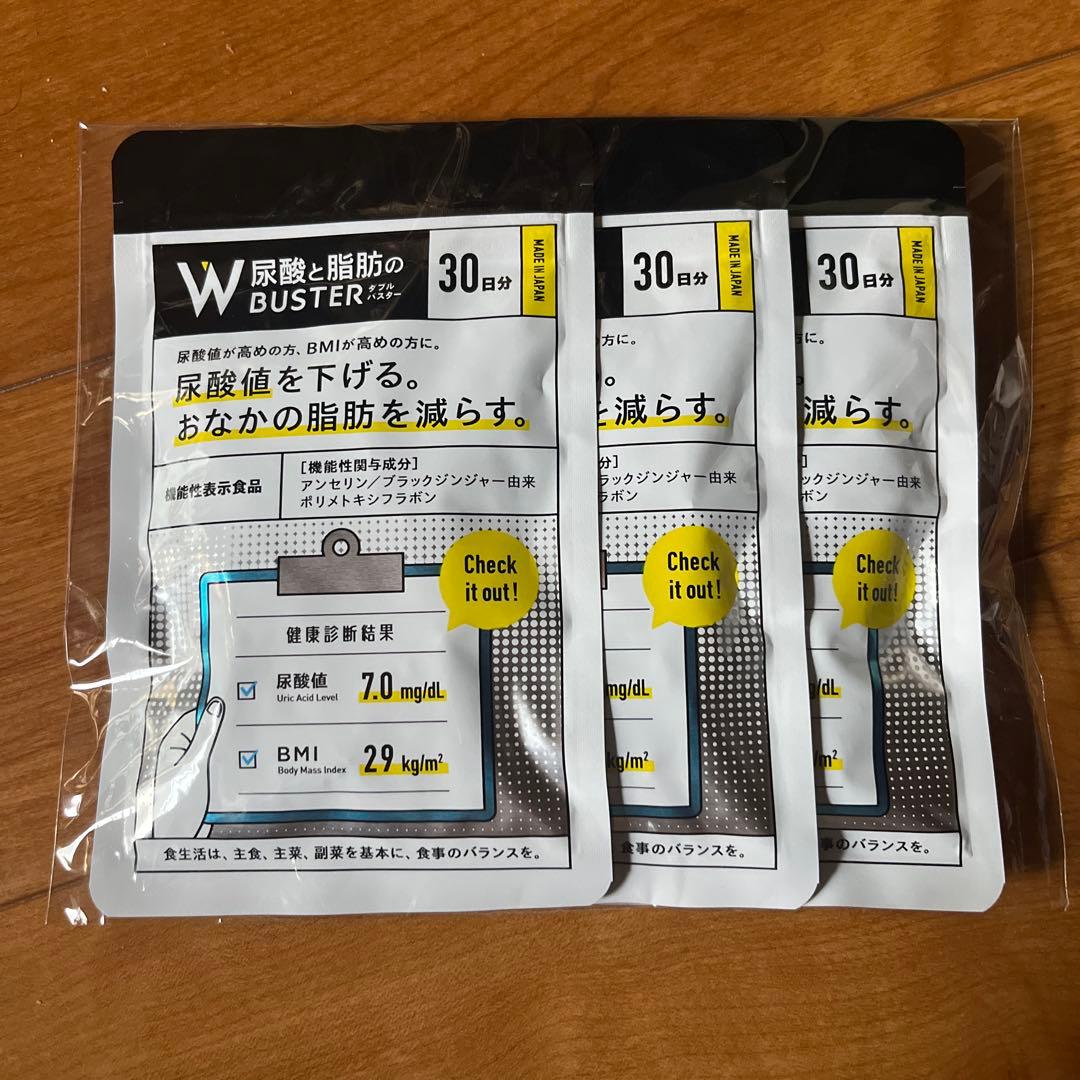 W 尿酸と脂肪の
BUSTER ダブルバスター
30日分
MADE IN JAPAN
尿酸値が高めの方、BMIが高めの方に。
尿酸値を下げる。
おなかの脂肪を減らす。
機能性表示食品
[機能性関与成分]
アンセリン／ブラックジンジャー由来
ポリメトキシフラボン
Check
it out!
健康診断結果
尿酸値 7.0 mg/dL
Uric Acid Level
BMI 29 kg/m²
Body Mass Index
食生活は、主食、主菜、副菜を基本に、食事のバランスを。
30日分
MADE IN JAPAN
方に。
。
を減らす。
分]
ラックジンジャー由来
ラボン
Check
it out!
mg/dL
kg/m²
食事のバランスを。
30日分
MADE IN JAPAN
に。
。
減らす。
]
ックジンジャー由来
ラボン
Check
it out!
g/dL
/m²
事のバランスを。